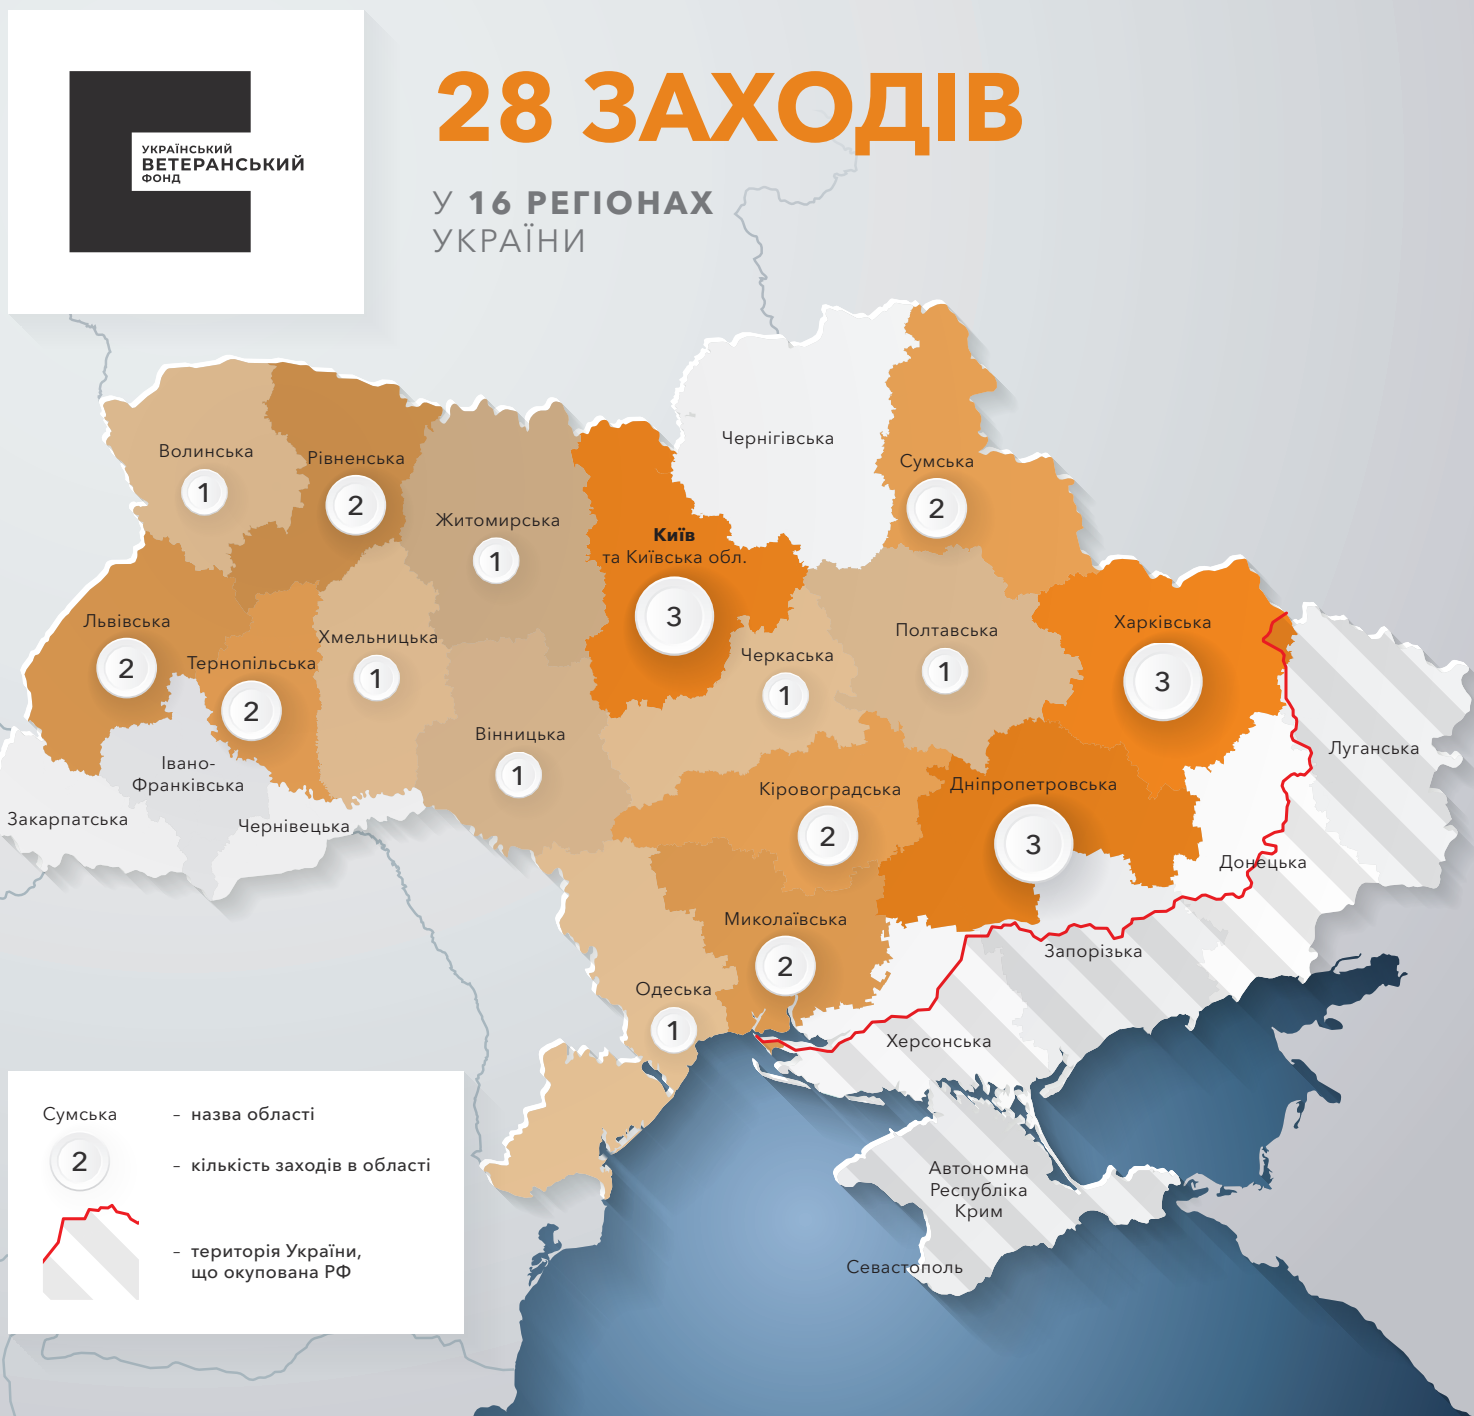 УКРАЇНСЬКИЙ
ВЕТЕРАНСЬКИЙ
ФОНД
28 ЗАХОДІВ
У 16 РЕГІОНАХ
УКРАЇНИ
Волинська
1
Рівненська
2
Житомирська
1
Київ
та Київська обл.
3
Чернігівська
Сумська
2
Львівська
2
Тернопільська
2
Хмельницька
1
Вінницька
1
Черкаська
1
Полтавська
1
Харківська
3
Івано-
Франківська
Закарпатська
Чернівецька
Кіровоградська
2
Дніпропетровська
3
Луганська
Донецька
Миколаївська
2
Одеська
1
Запорізька
Херсонська
Автономна
Республіка
Крим
Севастополь
Сумська – назва області
2 – кількість заходів в області
– територія України,
що окупована РФ